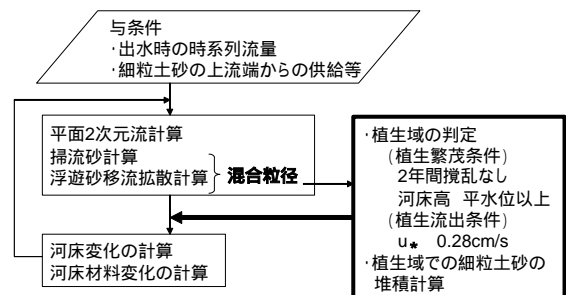 与条件
・出水時の時系列流量
・細粒土砂の上流端からの供給等
平面2次元流計算
掃流砂計算
浮遊砂移流拡散計算
混合粒径
河床変化の計算
河床材料変化の計算
・植生域の判定
(植生繁茂条件)
2年間攪乱なし
河床高 平水位以上
(植生流出条件)
u* 0.28cm/s
・植生域での細粒土砂の
堆積計算